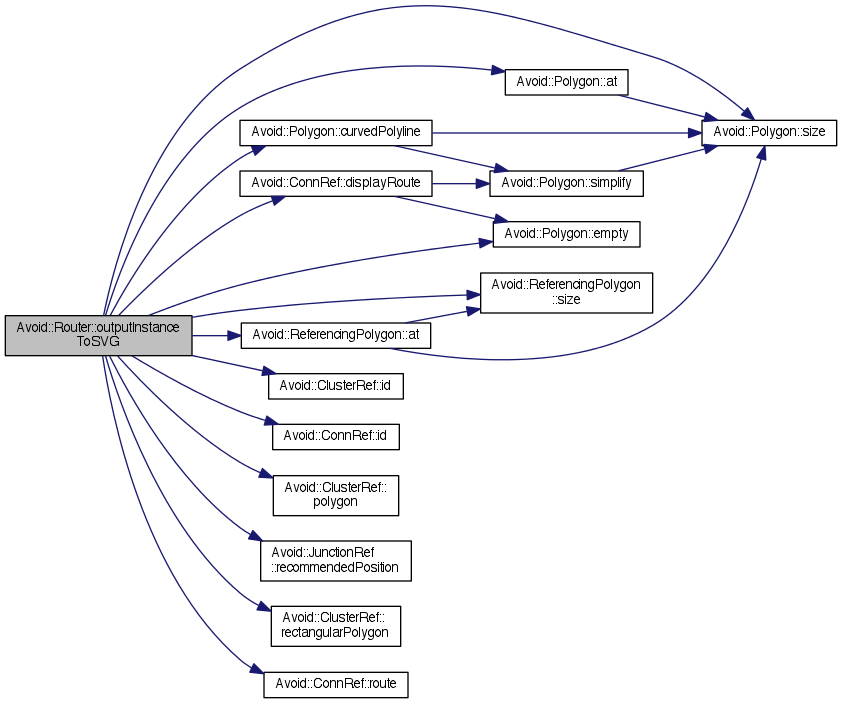 Avoid::Polygon::at
Avoid::Polygon::size
Avoid::Polygon::curvedPolyline
Avoid::ConnRef::displayRoute
Avoid::Polygon::simplify
Avoid::Polygon::empty
Avoid::ReferencingPolygon
::size
Avoid::Router::outputInstance
ToSVG
Avoid::ReferencingPolygon::at
Avoid::ClusterRef::id
Avoid::ConnRef::id
Avoid::ClusterRef::
polygon
Avoid::JunctionRef
::recommendedPosition
Avoid::ClusterRef::
rectangularPolygon
Avoid::ConnRef::route